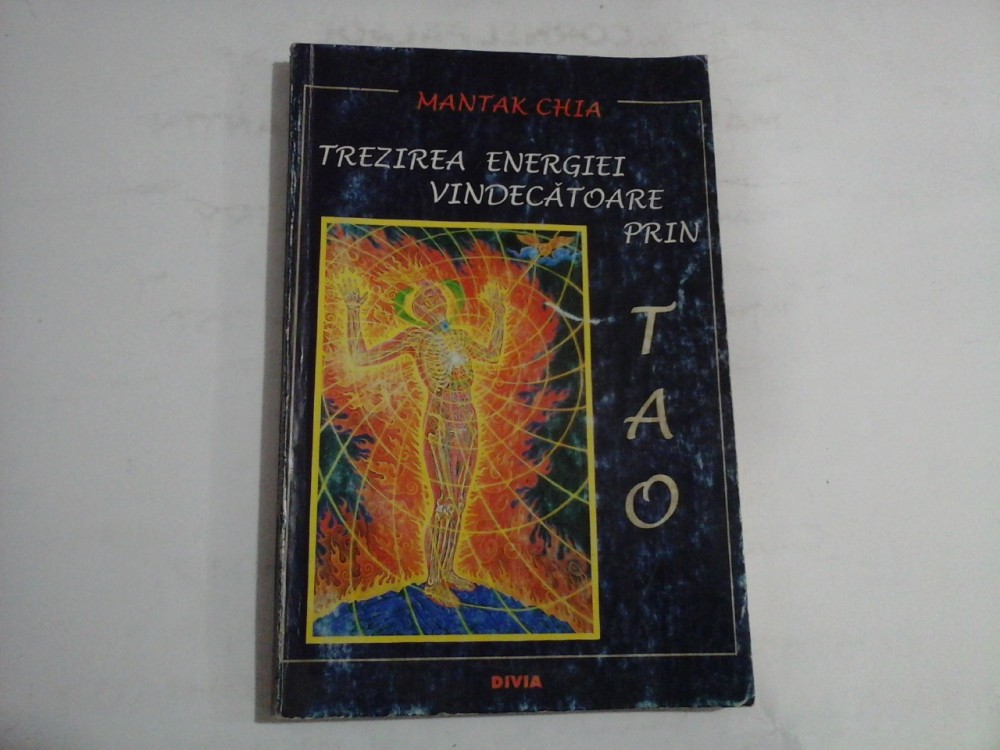 MANTAK CHIA
TREZIREA ENERGIEI
VINDECĂTOARE
PRIN
TAO
DIVIA